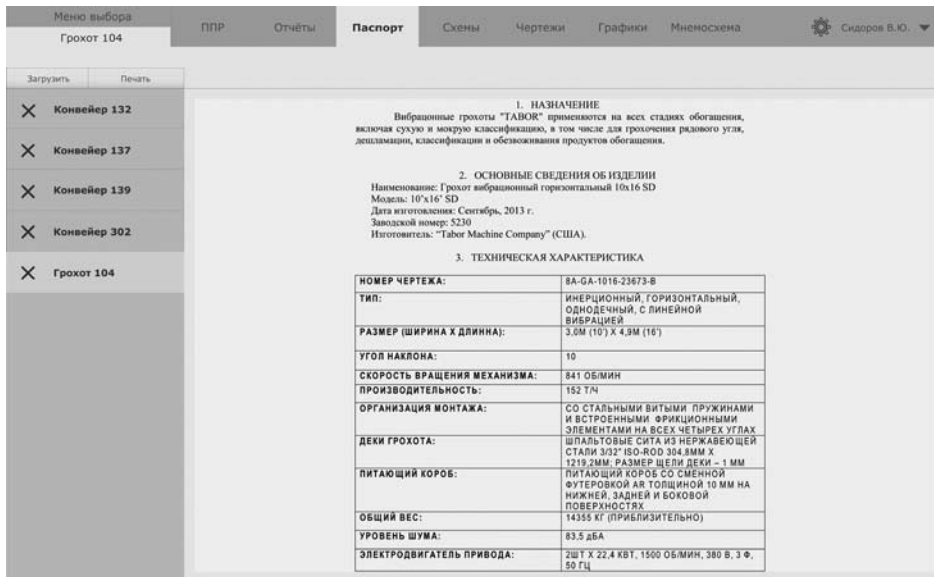 Меню выбора
Грохот 104
ППР
Отчёты
Паспорт
Схемы
Чертежи
Графики
Мнемосхема
Сидоров В.Ю.
Загрузить
Печать
Конвейер 132
Конвейер 137
Конвейер 139
Конвейер 302
Грохот 104
1. НАЗНАЧЕНИЕ
Вибрационные грохоты "TABOR" применяются на всех стадиях обогащения,
включая сухую и мокрую классификацию, в том числе для грохочения рядового угля,
дешламации, классификации и обезвоживания продуктов обогащения.
2. ОСНОВНЫЕ СВЕДЕНИЯ ОБ ИЗДЕЛИИ
Наименование: Грохот вибрационный горизонтальный 10x16 SD
Модель: 10'x16' SD
Дата изготовления: Сентябрь, 2013 г.
Заводской номер: 5230
Изготовитель: "Tabor Machine Company" (США).
3. ТЕХНИЧЕСКАЯ ХАРАКТЕРИСТИКА
НОМЕР ЧЕРТЕЖА:
8A-GA-1016-23673-B
ТИП:
ИНЕРЦИОННЫЙ, ГОРИЗОНТАЛЬНЫЙ,
ОДНОДЕЧНЫЙ, С ЛИНЕЙНОЙ
ВИБРАЦИЕЙ
РАЗМЕР (ШИРИНА Х ДЛИННА):
3,0М (10') Х 4,9М (16')
УГОЛ НАКЛОНА:
10
СКОРОСТЬ ВРАЩЕНИЯ МЕХАНИЗМА:
841 ОБ/МИН
ПРОИЗВОДИТЕЛЬНОСТЬ:
152 Т/Ч
ОРГАНИЗАЦИЯ МОНТАЖА:
СО СТАЛЬНЫМИ ВИТЫМИ ПРУЖИНАМИ
И ВСТРОЕННЫМИ ФРИКЦИОННЫМИ
ЭЛЕМЕНТАМИ НА ВСЕХ ЧЕТЫРЕХ УГЛАХ
ДЕКИ ГРОХОТА:
ШПАЛЬТОВЫЕ СИТА ИЗ НЕРЖАВЕЮЩЕЙ
СТАЛИ 3/32" ISO-ROD 304,8ММ Х
1219,2ММ; РАЗМЕР ЩЕЛИ ДЕКИ – 1 ММ
ПИТАЮЩИЙ КОРОБ:
ПИТАЮЩИЙ КОРОБ СО СМЕННОЙ
ФУТЕРОВКОЙ AR ТОЛЩИНОЙ 10 ММ НА
НИЖНЕЙ, ЗАДНЕЙ И БОКОВОЙ
ПОВЕРХНОСТЯХ
ОБЩИЙ ВЕС:
14355 КГ (ПРИБЛИЗИТЕЛЬНО)
УРОВЕНЬ ШУМА:
83,5 дБА
ЭЛЕКТРОДВИГАТЕЛЬ ПРИВОДА:
2ШТ Х 22,4 КВТ, 1500 ОБ/МИН, 380 В, 3 Ф,
50 ГЦ